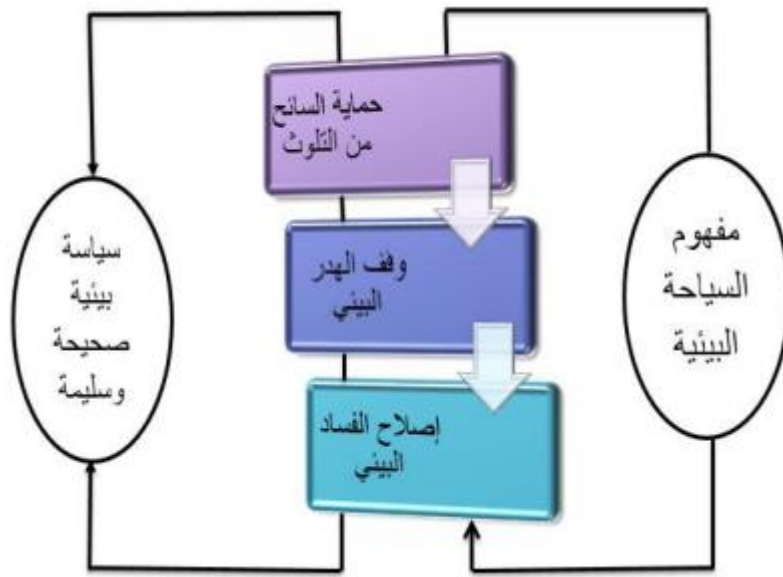 حماية السائح
من التلوث
وقف الهدر
البيئي
إصلاح الفساد
البيئي
مفهوم
السياحة
البيئية
سياسة
بيئية
صحيحة
وسليمة